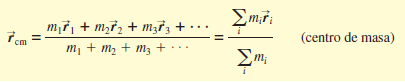 r⃗cm = (m₁r⃗₁ + m₂r⃗₂ + m₃r⃗₃ + ···)/(m₁ + m₂ + m₃ + ···) = (∑ᵢ mᵢr⃗ᵢ)/(∑ᵢ mᵢ) (centro de masa)